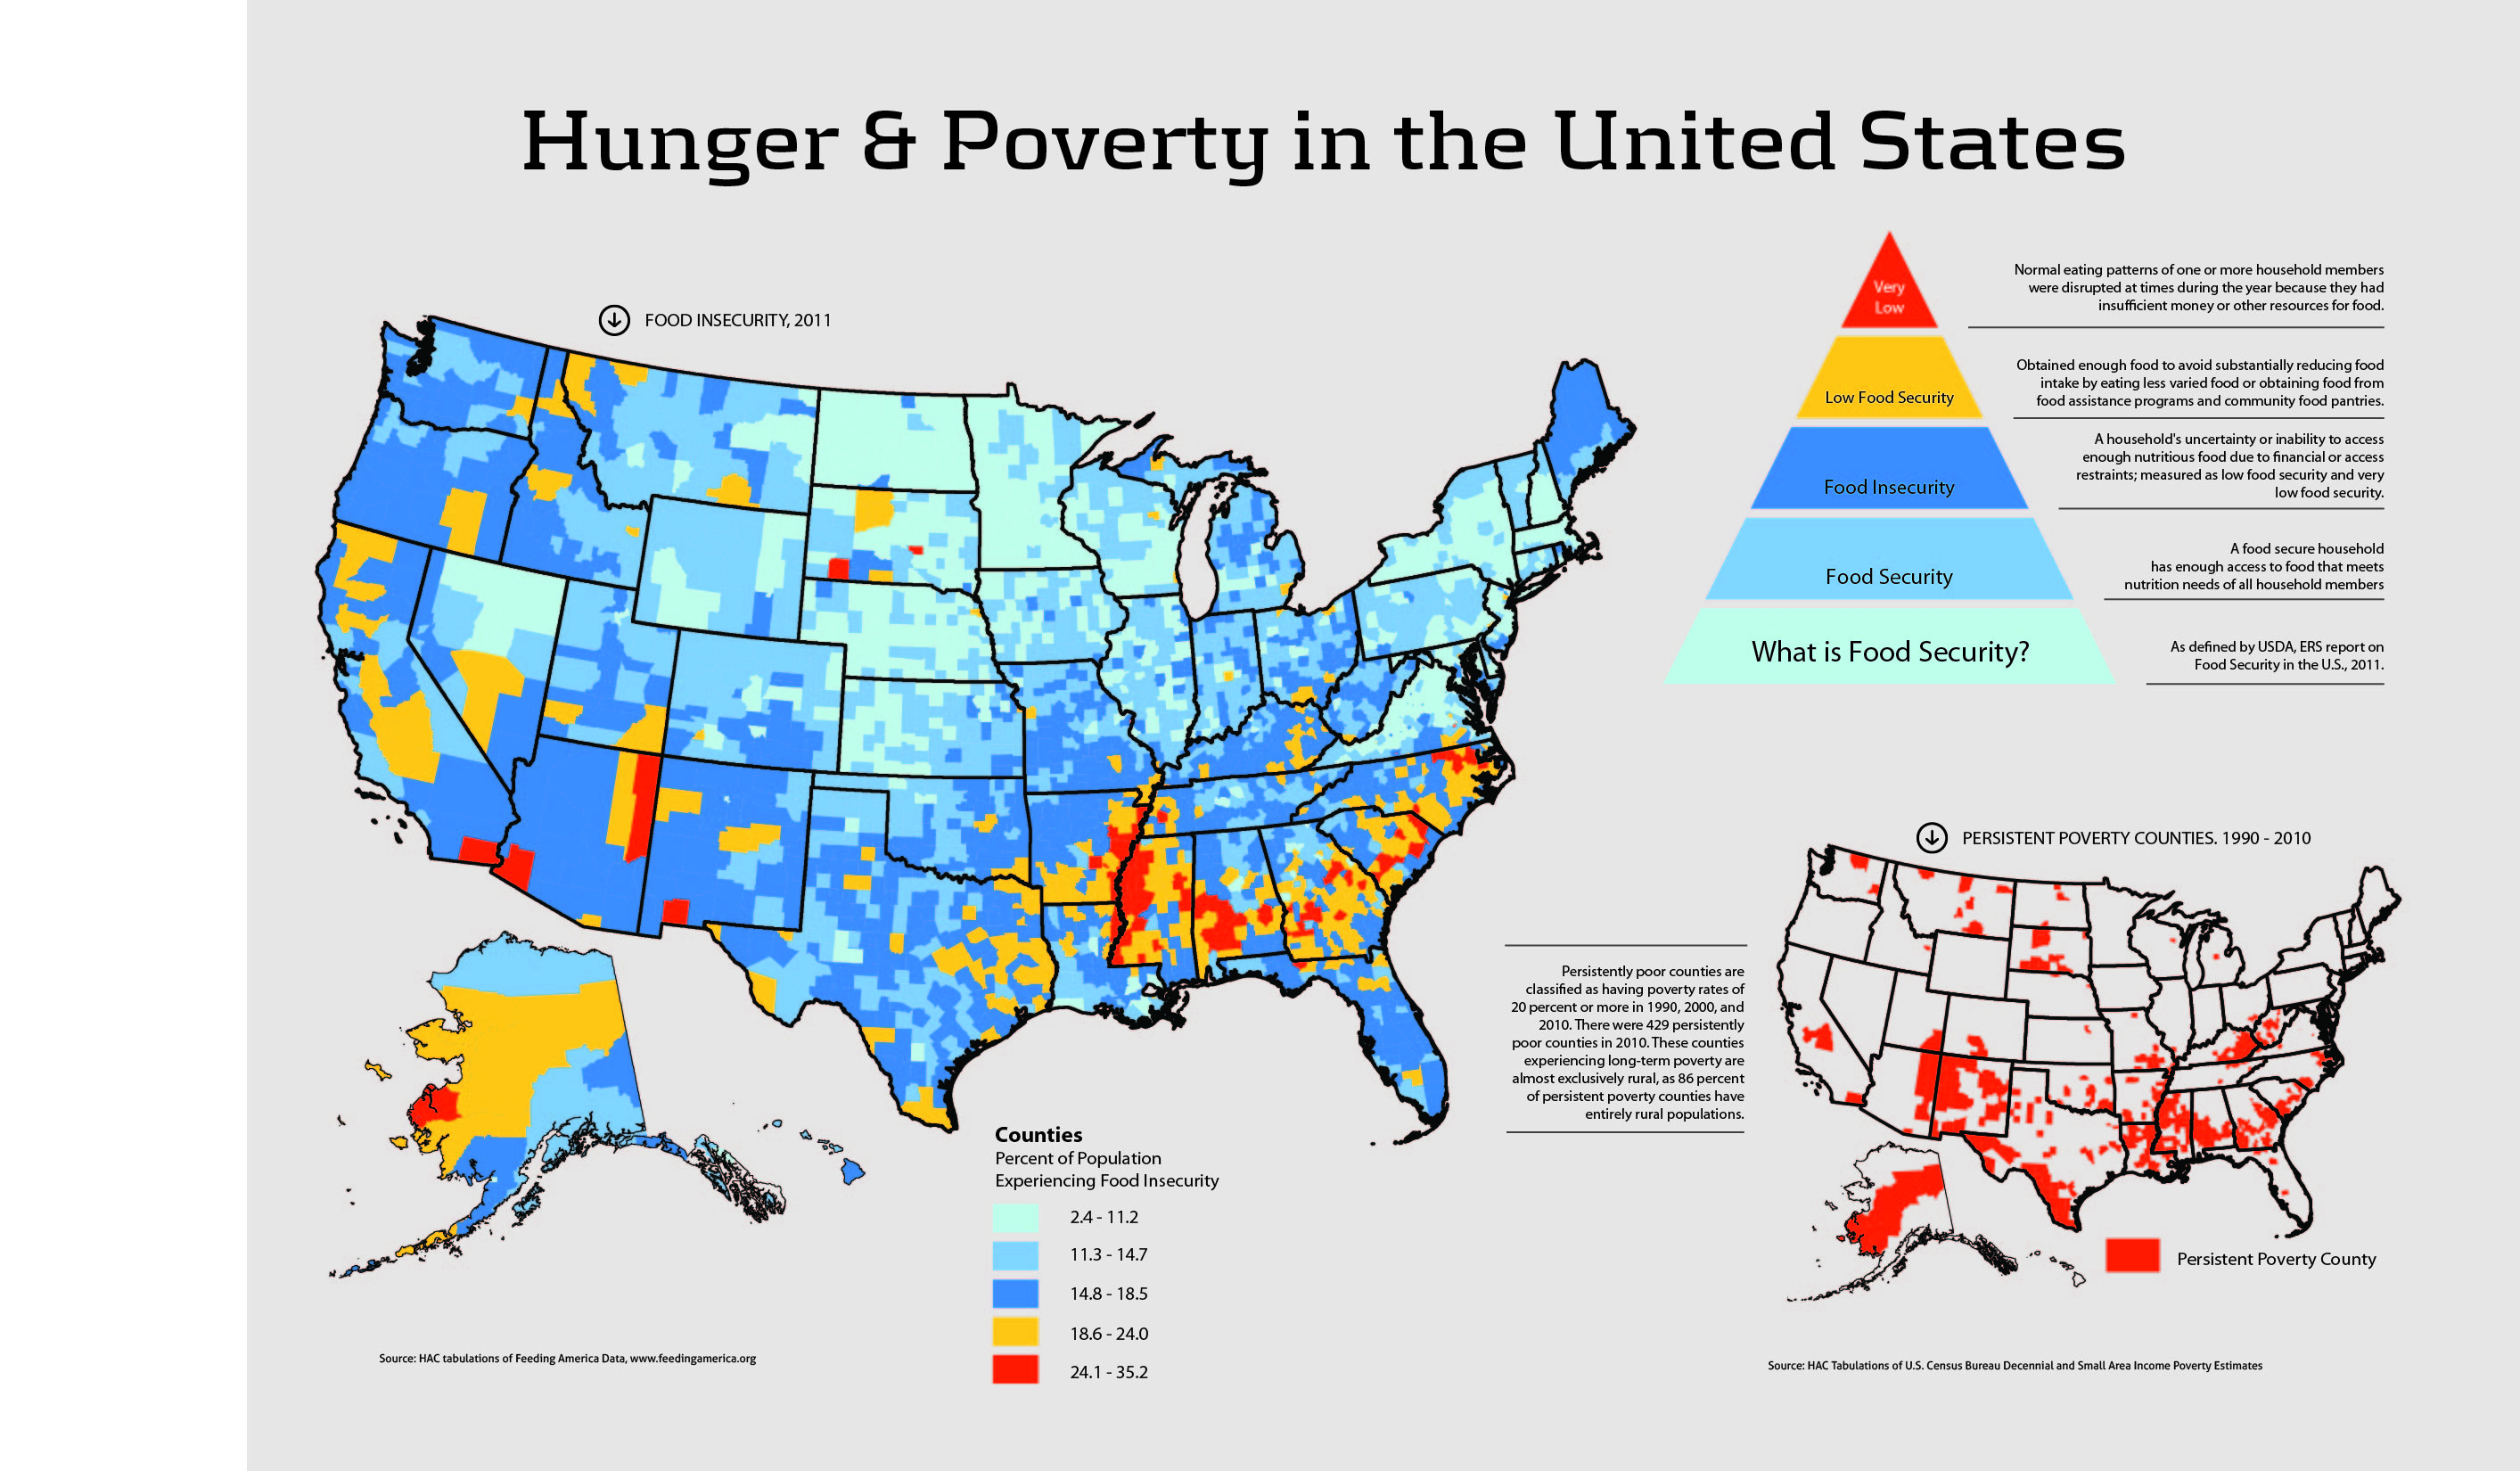 Hunger & Poverty in the United States
FOOD INSECURITY, 2011
Very
Low
Normal eating patterns of one or more household members
were disrupted at times during the year because they had
insufficient money or other resources for food.
Low Food Security
Obtained enough food to avoid substantially reducing food
intake by eating less varied food or obtaining food from
food assistance programs and community food pantries.
Food Insecurity
A household's uncertainty or inability to access
enough nutritious food due to financial or access
restraints; measured as low food security and very
low food security.
Food Security
A food secure household
has enough access to food that meets
nutrition needs of all household members
What is Food Security?
As defined by USDA, ERS report on
Food Security in the U.S., 2011.
PERSISTENT POVERTY COUNTIES. 1990 - 2010
Persistently poor counties are
classified as having poverty rates of
20 percent or more in 1990, 2000, and
2010. There were 429 persistently
poor counties in 2010. These counties
experiencing long-term poverty are
almost exclusively rural, as 86 percent
of persistent poverty counties have
entirely rural populations.
Persistent Poverty County
Counties
Percent of Population
Experiencing Food Insecurity
2.4 - 11.2
11.3 - 14.7
14.8 - 18.5
18.6 - 24.0
24.1 - 35.2
Source: HAC tabulations of Feeding America Data, www.feedingamerica.org
Source: HAC Tabulations of U.S. Census Bureau Decennial and Small Area Income Poverty Estimates